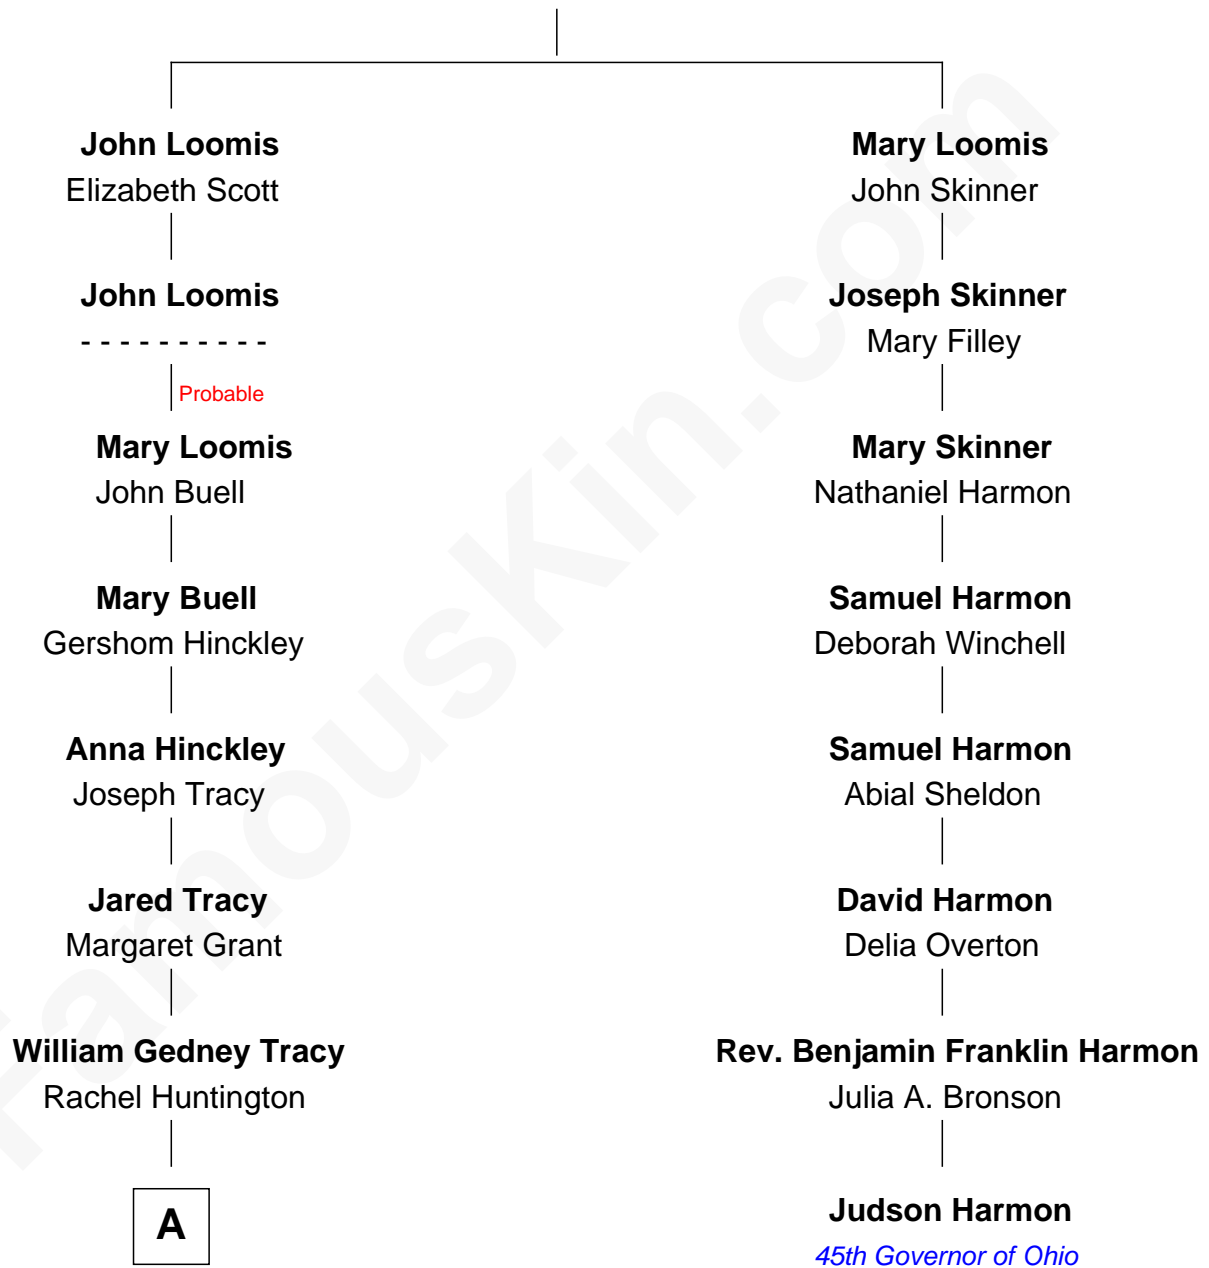 John Loomis
Elizabeth Scott
John Loomis
- - - - - - - - - -
Probable
Mary Loomis
John Buell
Mary Buell
Gershom Hinckley
Anna Hinckley
Joseph Tracy
Jared Tracy
Margaret Grant
William Gedney Tracy
Rachel Huntington
A
Mary Loomis
John Skinner
Joseph Skinner
Mary Filley
Mary Skinner
Nathaniel Harmon
Samuel Harmon
Deborah Winchell
Samuel Harmon
Abial Sheldon
David Harmon
Delia Overton
Rev. Benjamin Franklin Harmon
Julia A. Bronson
Judson Harmon
45th Governor of Ohio
FamousKin.com